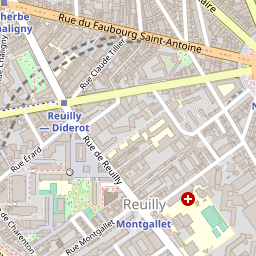 herbe
haligny
Rue du Faubourg Saint-Antoine
Rue Claude Tillier
Reuilly
— Diderot
Rue Érard
Rue de Reuilly
Reuilly
Montgallet
Rue Montgallet
de Charenton